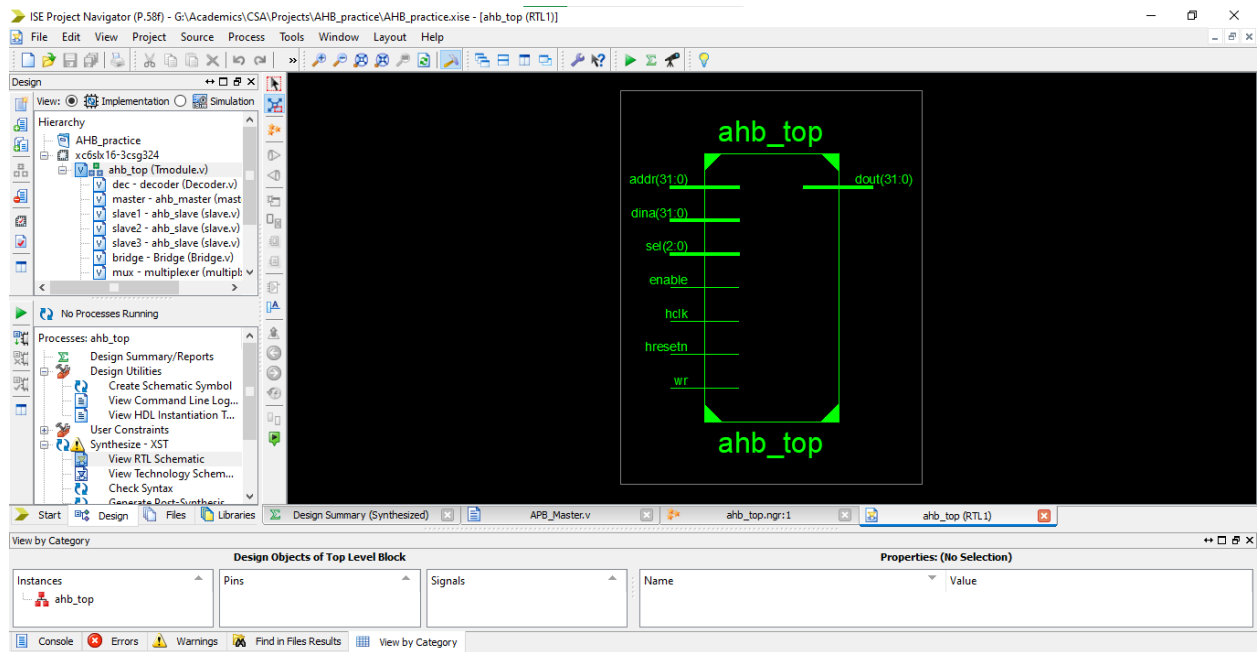 ISE Project Navigator (P.58f) - G:\Academics\CSA\Projects\AHB_practice\AHB_practice.xise - [ahb_top (RTL1)]
File Edit View Project Source Process Tools Window Layout Help
Design
View: Implementation Simulation
Hierarchy
AHB_practice
xc6slx16-3csg324
ahb_top (Tmodule.v)
dec - decoder (Decoder.v)
master - ahb_master (mast
slave1 - ahb_slave (slave.v)
slave2 - ahb_slave (slave.v)
slave3 - ahb_slave (slave.v)
bridge - Bridge (Bridge.v)
mux - multiplexer (multipl
No Processes Running
Processes: ahb_top
Design Summary/Reports
Design Utilities
Create Schematic Symbol
View Command Line Log...
View HDL Instantiation T...
User Constraints
Synthesize - XST
View RTL Schematic
View Technology Schem...
Check Syntax
Generate Post-Synthesis
Start Design Files Libraries
ahb_top
addr(31:0)
dout(31:0)
dina(31:0)
sel(2:0)
enable
hclk
hresetn
wr
ahb_top
Design Summary (Synthesized) APB_Master.v ahb_top.ngr:1 ahb_top (RTL1)
View by Category
Design Objects of Top Level Block
Properties: (No Selection)
Instances Pins Signals Name Value
ahb_top
Console Errors Warnings Find in Files Results View by Category